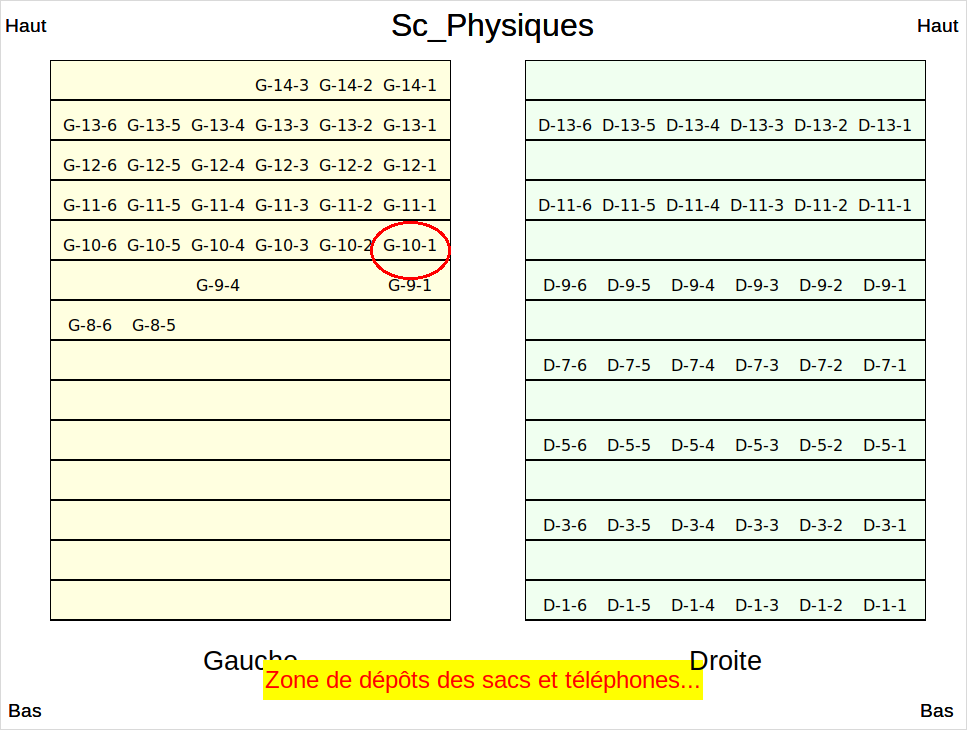 Sc_Physiques
Haut Haut
G-14-3 G-14-2 G-14-1
G-13-6 G-13-5 G-13-4 G-13-3 G-13-2 G-13-1 D-13-6 D-13-5 D-13-4 D-13-3 D-13-2 D-13-1
G-12-6 G-12-5 G-12-4 G-12-3 G-12-2 G-12-1
G-11-6 G-11-5 G-11-4 G-11-3 G-11-2 G-11-1 D-11-6 D-11-5 D-11-4 D-11-3 D-11-2 D-11-1
G-10-6 G-10-5 G-10-4 G-10-3 G-10-2 G-10-1
G-9-4 G-9-1 D-9-6 D-9-5 D-9-4 D-9-3 D-9-2 D-9-1
G-8-6 G-8-5
D-7-6 D-7-5 D-7-4 D-7-3 D-7-2 D-7-1
D-5-6 D-5-5 D-5-4 D-5-3 D-5-2 D-5-1
D-3-6 D-3-5 D-3-4 D-3-3 D-3-2 D-3-1
D-1-6 D-1-5 D-1-4 D-1-3 D-1-2 D-1-1
Gauche Droite
Zone de dépôts des sacs et téléphones...
Bas Bas